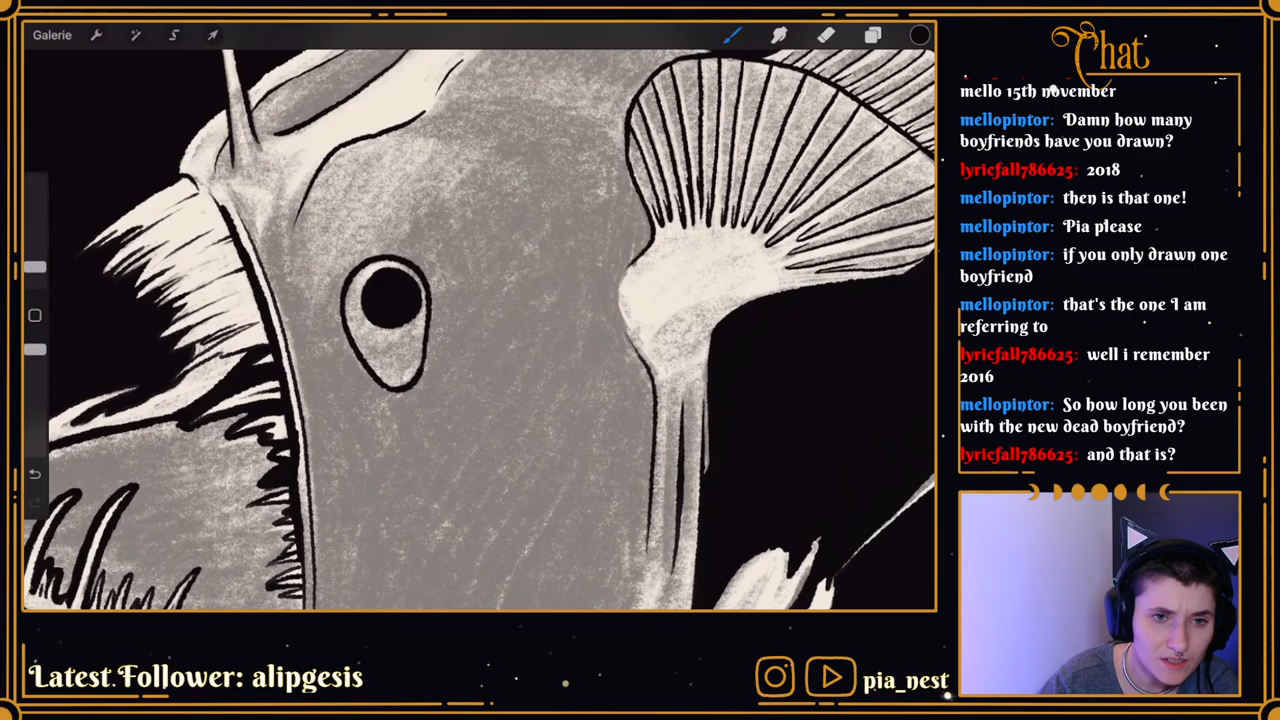 Galerie
Chat
mello 15th november
mellopintor: Damn how many
boyfriends have you drawn?
lyricfall786625: 2018
mellopintor: then is that one!
mellopintor: Pia please
mellopintor: if you only drawn one
boyfriend
mellopintor: that's the one I am
referring to
lyricfall786625: well i remember
2016
mellopintor: So how long you been
with the new dead boyfriend?
lyricfall786625: and that is?
Latest Follower: alipgesis
pia_nest